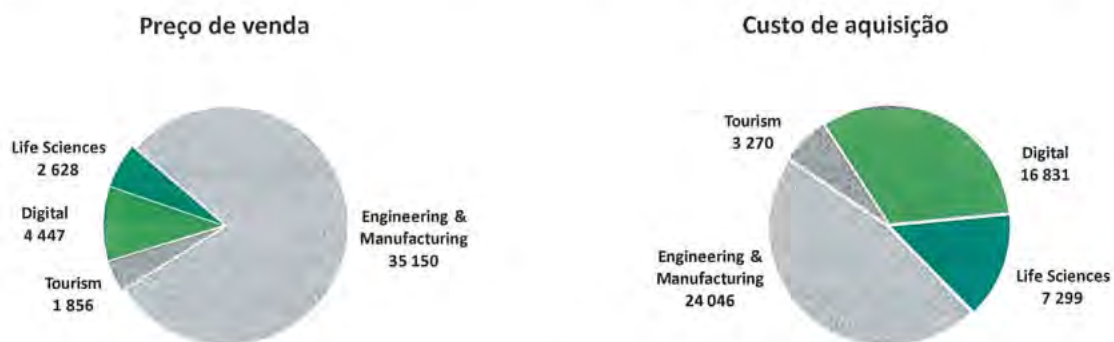 Preço de venda
Life Sciences
2 628
Digital
4 447
Tourism
1 856
Engineering &
Manufacturing
35 150
Custo de aquisição
Tourism
3 270
Digital
16 831
Engineering &
Manufacturing
24 046
Life Sciences
7 299